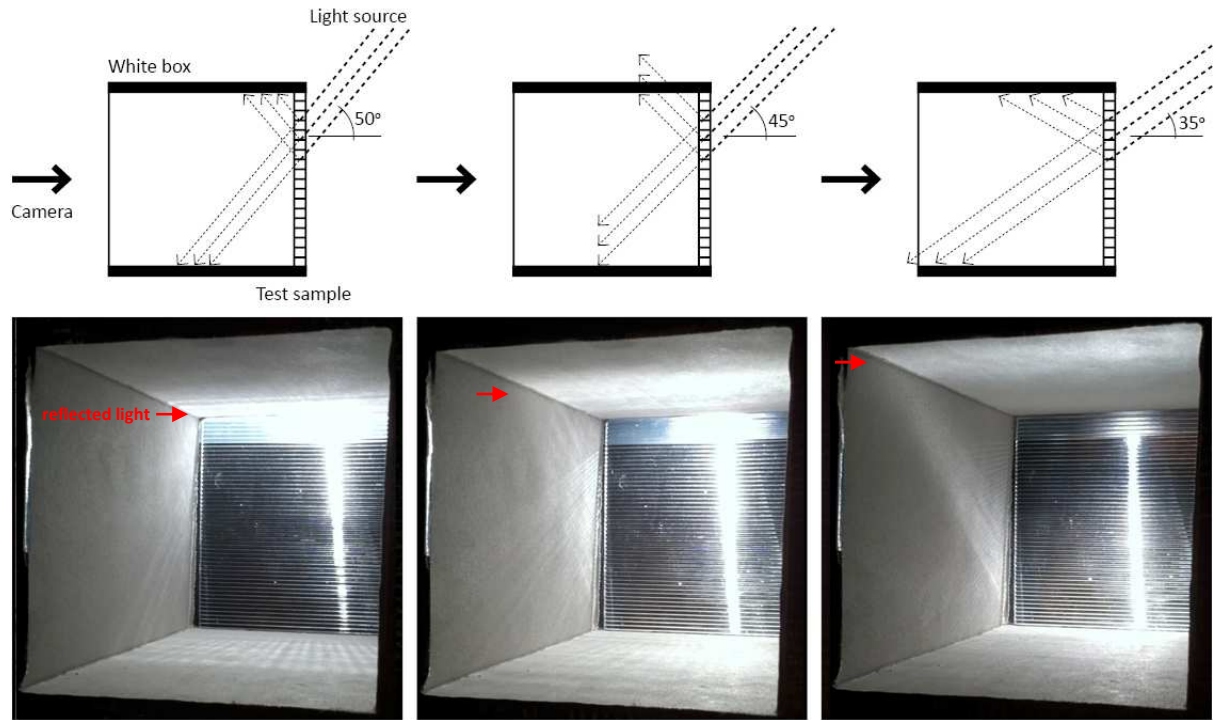 Light source
White box
50°
45°
35°
Camera
Test sample
reflected light